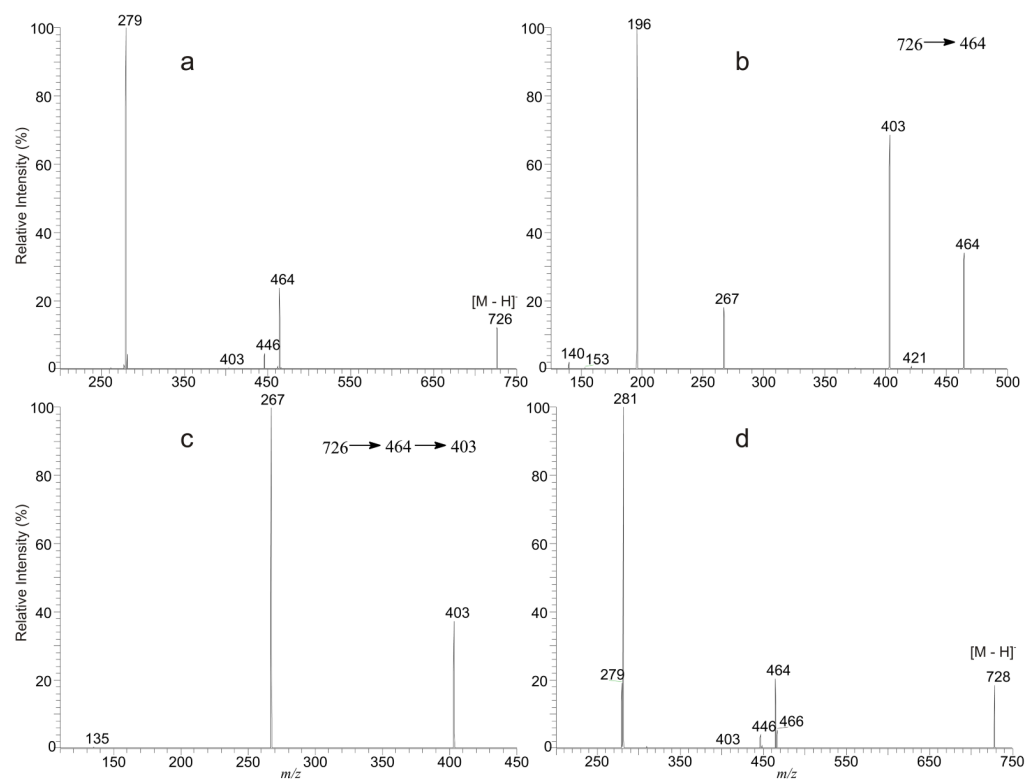 279
100
a
80
Relative Intensity (%)
60
40
464
[M - H]-
20
726
446
403
0
250 350 450 550 650 750
196
100
726 → 464
b
80
403
60
40
464
20
267
140 153
421
0
150 200 250 300 350 400 450 500
267
100
c
726 → 464 → 403
80
Relative Intensity (%)
60
403
40
20
135
0
150 200 250 300 350 400 450
m/z
281
100
d
80
60
40
[M - H]-
464
728
279
20
466
446
403
0
250 350 450 550 650 750
m/z